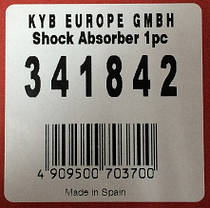 KYB EUROPE GMBH
Shock Absorber 1pc
341842
4 909500 703700
Made in Spain